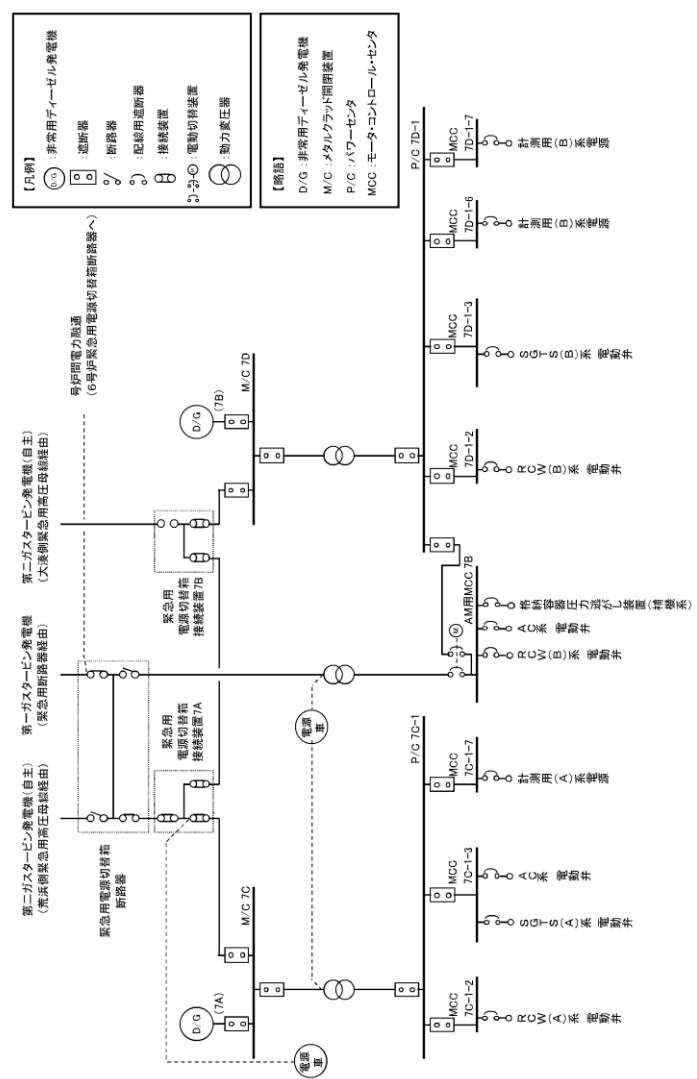 【凡例】
D/G：非常用ディーゼル発電機
：遮断器
：断路器
：配線用遮断器
：接続装置
M：電動切替装置
：動力変圧器
【略語】
D/G：非常用ディーゼル発電機
M/C：メタルクラッド開閉装置
P/C：パワーセンタ
MCC：モータ・コントロール・センタ
第二ガスタービン発電機(自主)
(荒浜側緊急用高圧母線経由)
第一ガスタービン発電機
(緊急用断路器経由)
第二ガスタービン発電機(自主)
(大湊側緊急用高圧母線経由)
号炉間電力融通
(6号炉緊急用電源切替箱断路器へ)
緊急用電源切替箱
断路器
緊急用
電源切替箱
接続装置7A
緊急用
電源切替箱
接続装置7B
D/G
(7A)
M/C 7C
D/G
(7B)
M/C 7D
電源
車
電源
車
P/C 7C-1
P/C 7D-1
MCC
7C-1-2
MCC
7C-1-3
MCC
7C-1-7
M
AM用MCC 7B
MCC
7D-1-2
MCC
7D-1-3
MCC
7D-1-6
MCC
7D-1-7
RCW(A)系 電動弁
SGTS(A)系 電動弁
AC系 電動弁
計測用(A)系電源
RCW(B)系 電動弁
AC系 電動弁
格納容器圧力逃がし装置(補機系)
RCW(B)系 電動弁
SGTS(B)系 電動弁
計測用(B)系電源
計測用(B)系電源